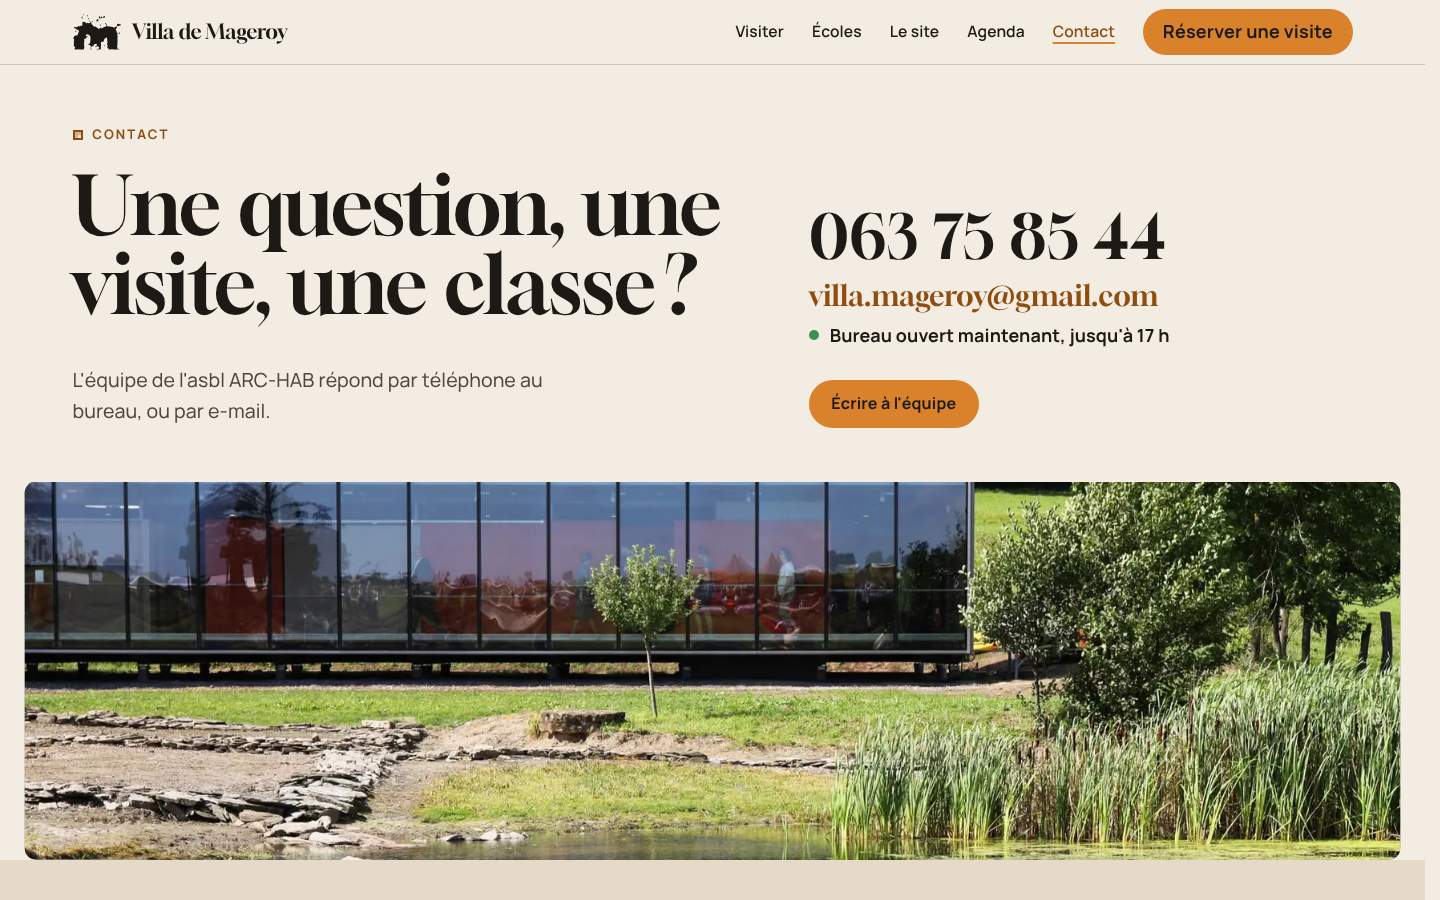 Villa de Mageroy
Visiter
Écoles
Le site
Agenda
Contact
Réserver une visite
CONTACT
Une question, une
visite, une classe ?
L'équipe de l'asbl ARC-HAB répond par téléphone au
bureau, ou par e-mail.
063 75 85 44
villa.mageroy@gmail.com
Bureau ouvert maintenant, jusqu'à 17 h
Écrire à l'équipe